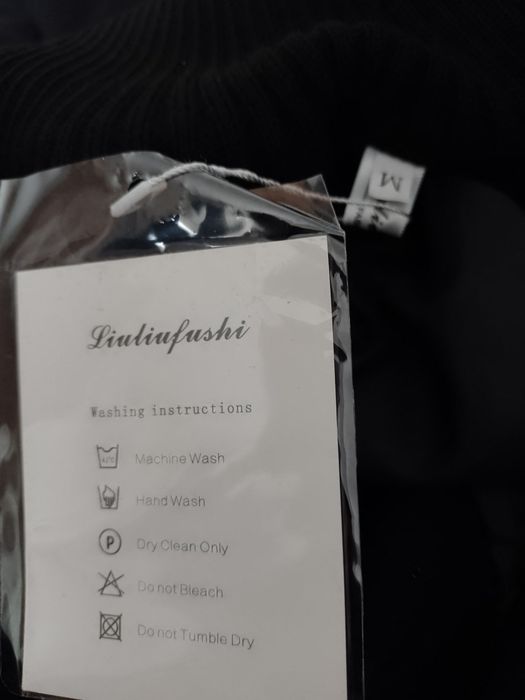 M
Liuliufushi
Washing instructions
Machine Wash
Hand Wash
P
Dry Clean Only
Do not Bleach
Do not Tumble Dry